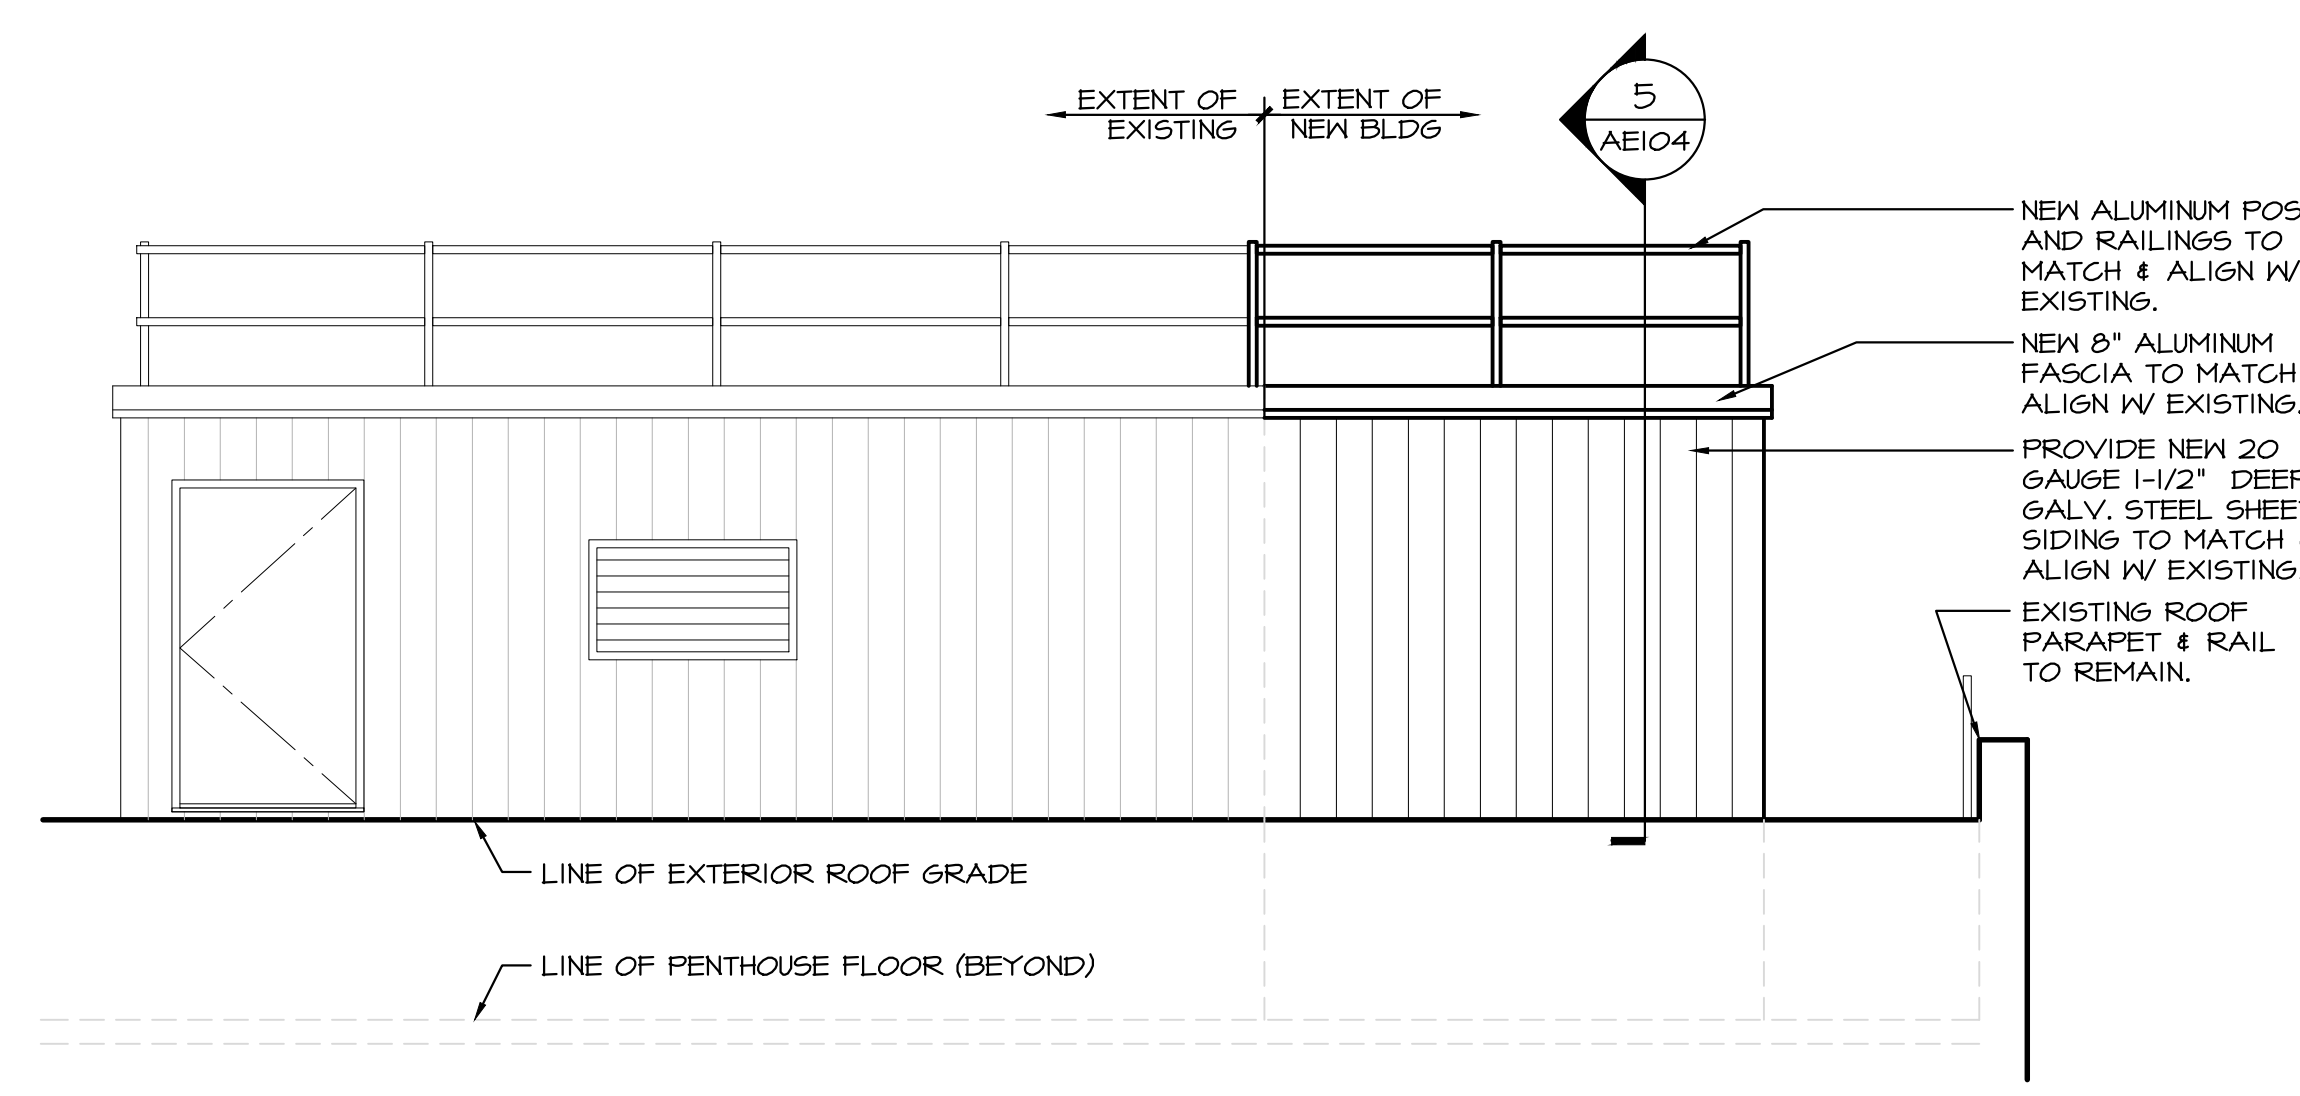 EXTENT OF
EXISTING
EXTENT OF
NEW BLDG
5
AE104
NEW ALUMINUM
AND RAILINGS TO
MATCH & ALIGN W/
EXISTING.
NEW 8" ALUMINUM
FASCIA TO MATCH
ALIGN W/ EXISTING.
PROVIDE NEW 20
GAUGE 1-1/2" DEEP
GALV. STEEL SHEET
SIDING TO MATCH
ALIGN W/ EXISTING.
EXISTING ROOF
PARAPET & RAIL
TO REMAIN.
LINE OF EXTERIOR ROOF GRADE
LINE OF PENTHOUSE FLOOR (BEYOND)